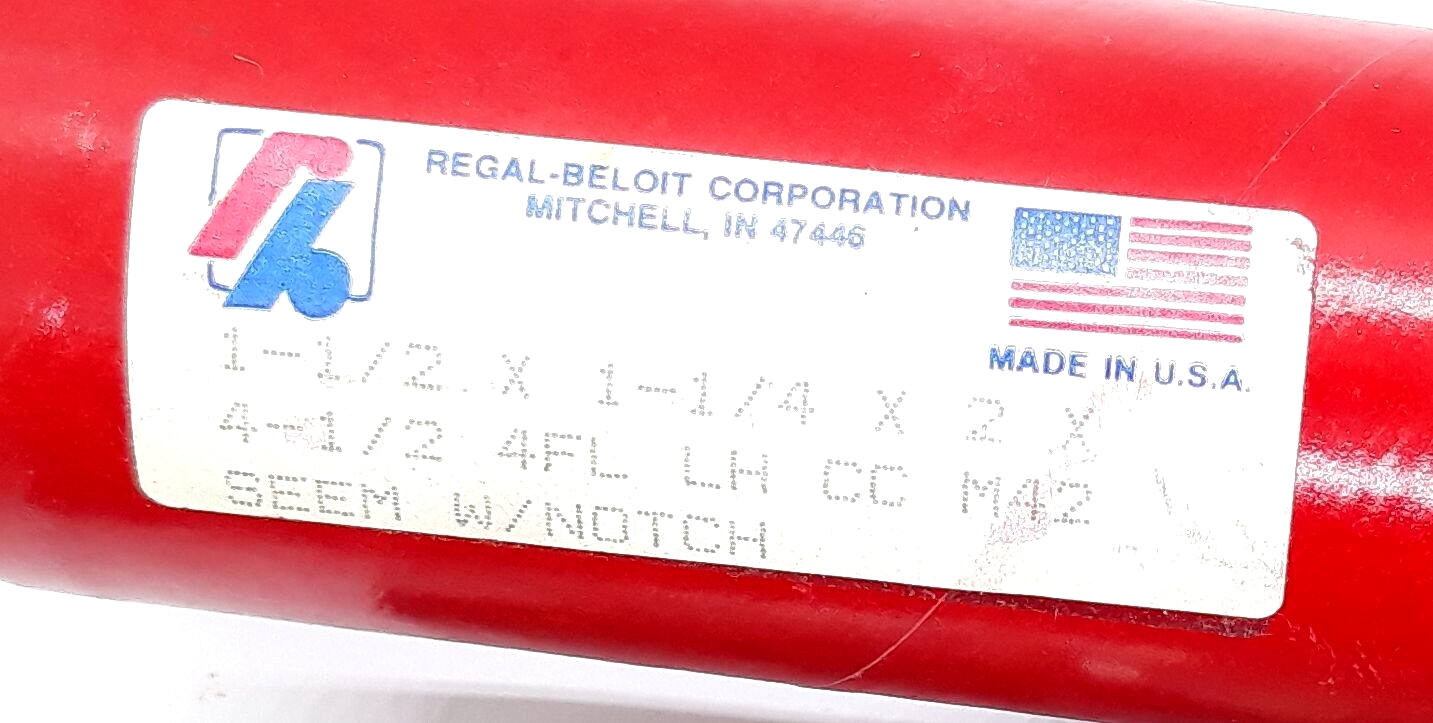 REGAL-BELOIT CORPORATION
MITCHELL, IN 47446
MADE IN U.S.A.
1-1/2 X 1-1/4 X 2 X
4-1/2 4FL LH CC M42
SEEM W/NOTCH